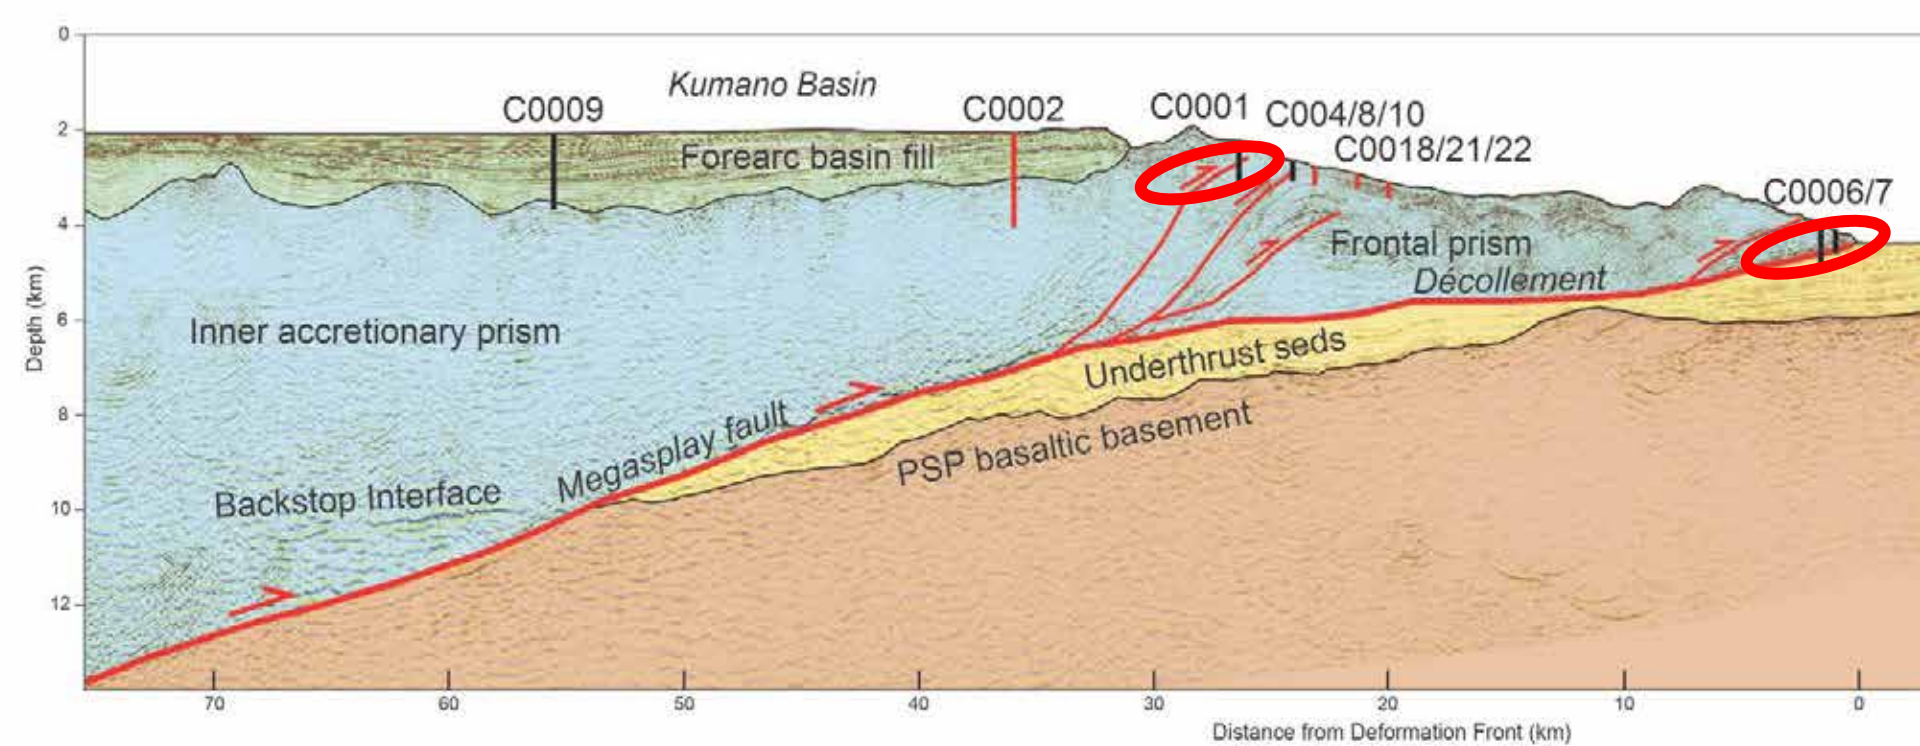 0
2
4
6
8
10
12
Depth (km)
Kumano Basin
C0009
C0002
C0001
C004/8/10
C0018/21/22
C0006/7
Forearc basin fill
Frontal prism
Décollement
Inner accretionary prism
Underthrust seds
Megasplay fault
PSP basaltic basement
Backstop Interface
70
60
50
40
30
20
10
0
Distance from Deformation Front (km)